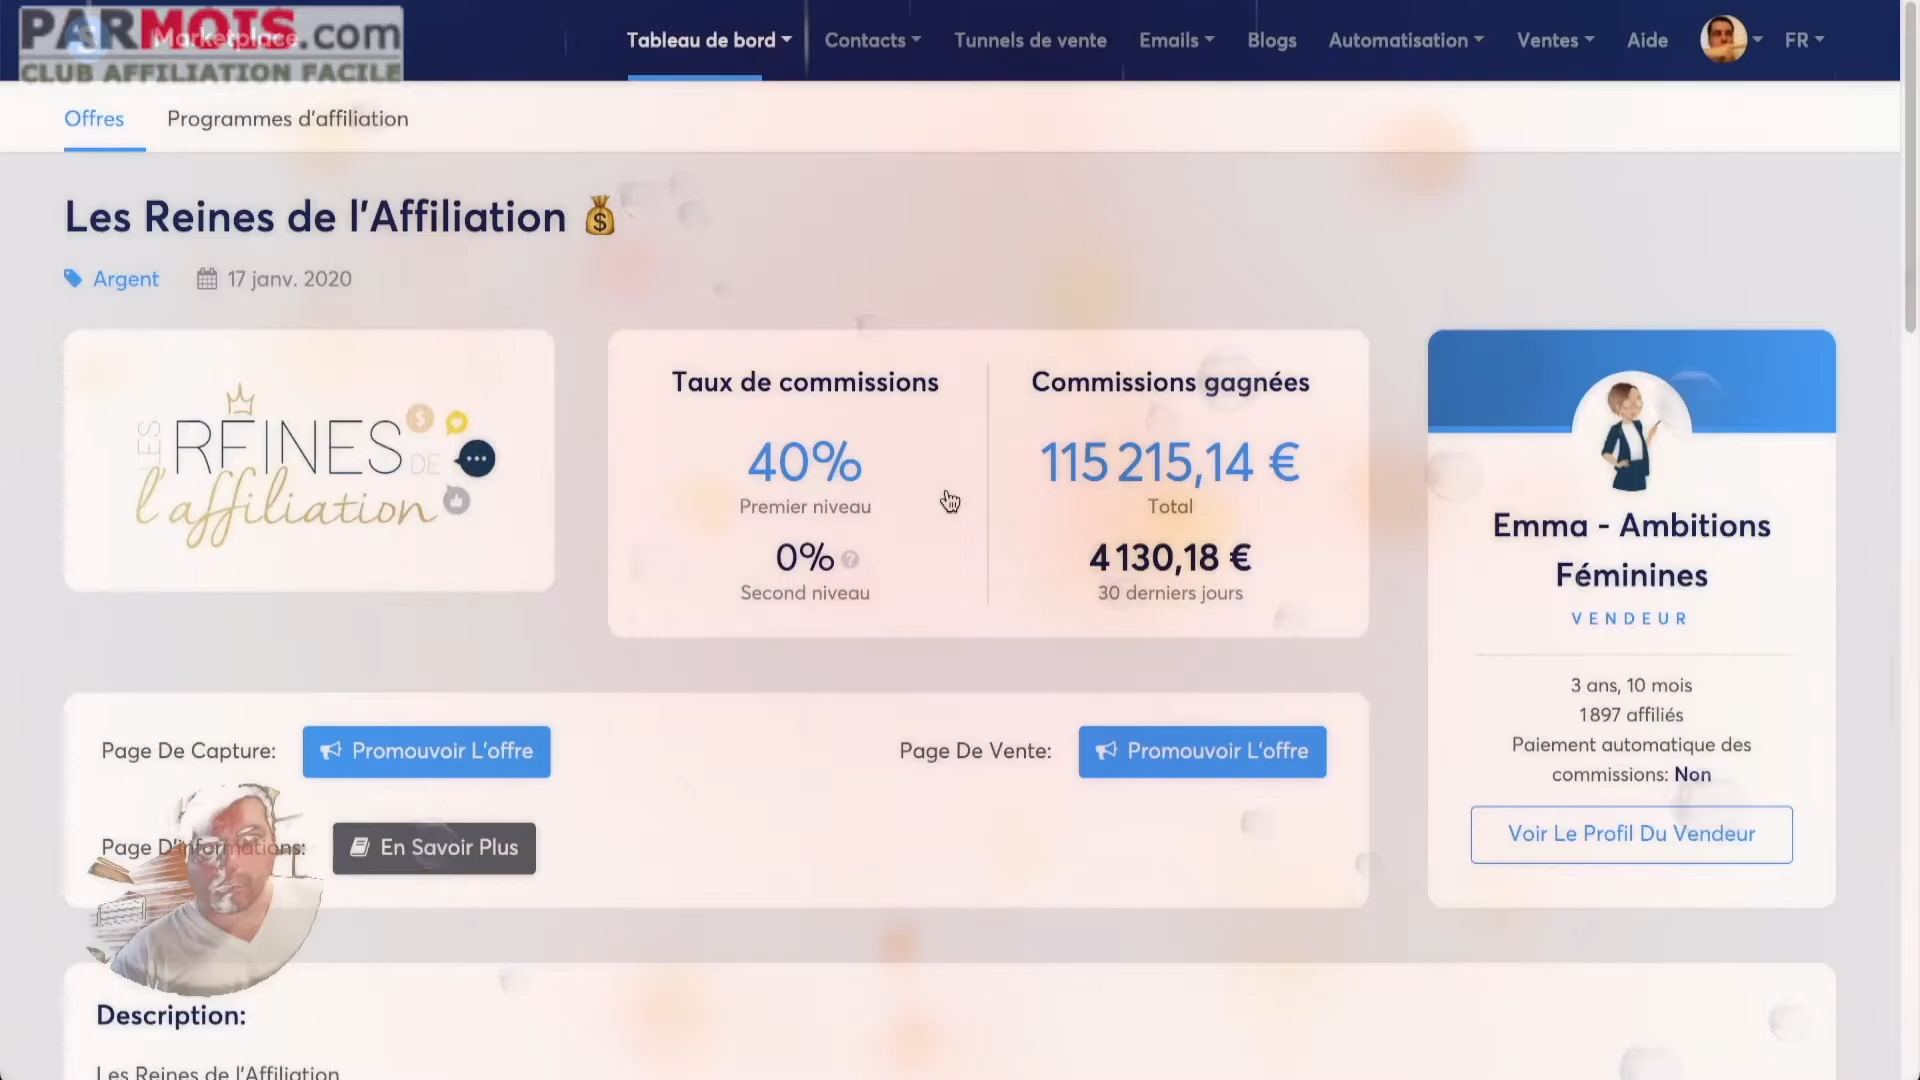 PARMOIS.com
CLUB AFFILIATION FACILE
Marketplace
Tableau de bord
Contacts
Tunnels de vente
Emails
Blogs
Automatisation
Ventes
Aide
FR
Offres
Programmes d'affiliation
Les Reines de l'Affiliation
Argent
17 janv. 2020
LES REINES DE
l'affiliation
Taux de commissions
40%
Premier niveau
0%
Second niveau
Commissions gagnées
115 215,14 €
Total
4 130,18 €
30 derniers jours
Emma - Ambitions
Féminines
VENDEUR
3 ans, 10 mois
1 897 affiliés
Paiement automatique des
commissions: Non
Voir Le Profil Du Vendeur
Page De Capture:
Promouvoir L'offre
Page De Vente:
Promouvoir L'offre
Page D'informations:
En Savoir Plus
Description:
Les Reines de l'Affiliation